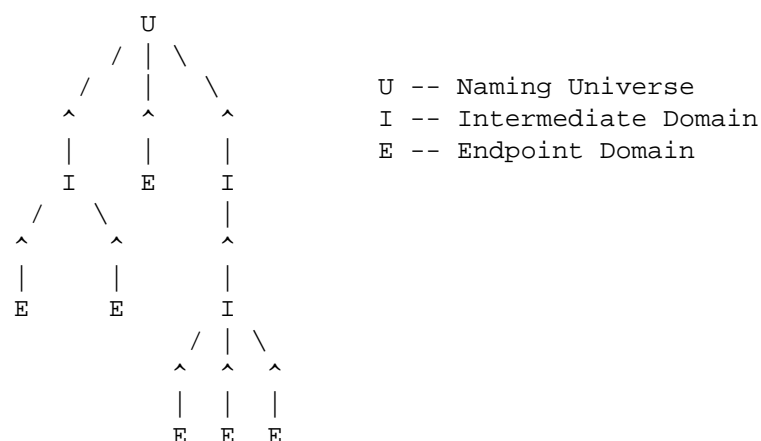 U
/ | \
/ | \ U -- Naming Universe
^ ^ ^ I -- Intermediate Domain
| | | E -- Endpoint Domain
I E I
/ \ |
^ ^ ^
| | |
E E I
/ | \
^ ^ ^
| | |
E E E